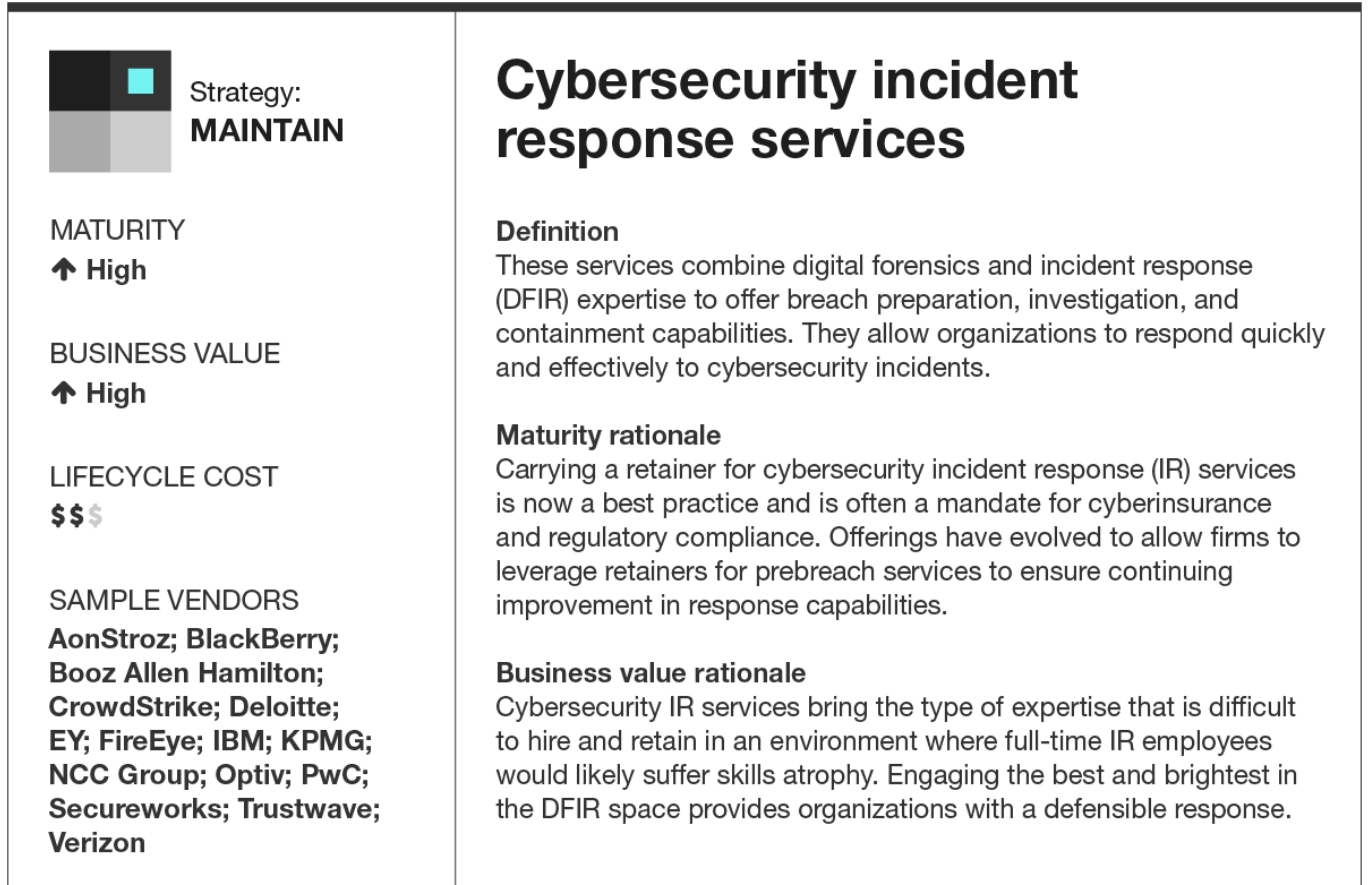 Strategy:
MAINTAIN
MATURITY
↑ High
BUSINESS VALUE
↑ High
LIFECYCLE COST
$$$
SAMPLE VENDORS
AonStroz; BlackBerry;
Booz Allen Hamilton;
CrowdStrike; Deloitte;
EY; FireEye; IBM; KPMG;
NCC Group; Optiv; PwC;
Secureworks; Trustwave;
Verizon
Cybersecurity incident
response services
Definition
These services combine digital forensics and incident response
(DFIR) expertise to offer breach preparation, investigation, and
containment capabilities. They allow organizations to respond quickly
and effectively to cybersecurity incidents.
Maturity rationale
Carrying a retainer for cybersecurity incident response (IR) services
is now a best practice and is often a mandate for cyberinsurance
and regulatory compliance. Offerings have evolved to allow firms to
leverage retainers for prebreach services to ensure continuing
improvement in response capabilities.
Business value rationale
Cybersecurity IR services bring the type of expertise that is difficult
to hire and retain in an environment where full-time IR employees
would likely suffer skills atrophy. Engaging the best and brightest in
the DFIR space provides organizations with a defensible response.